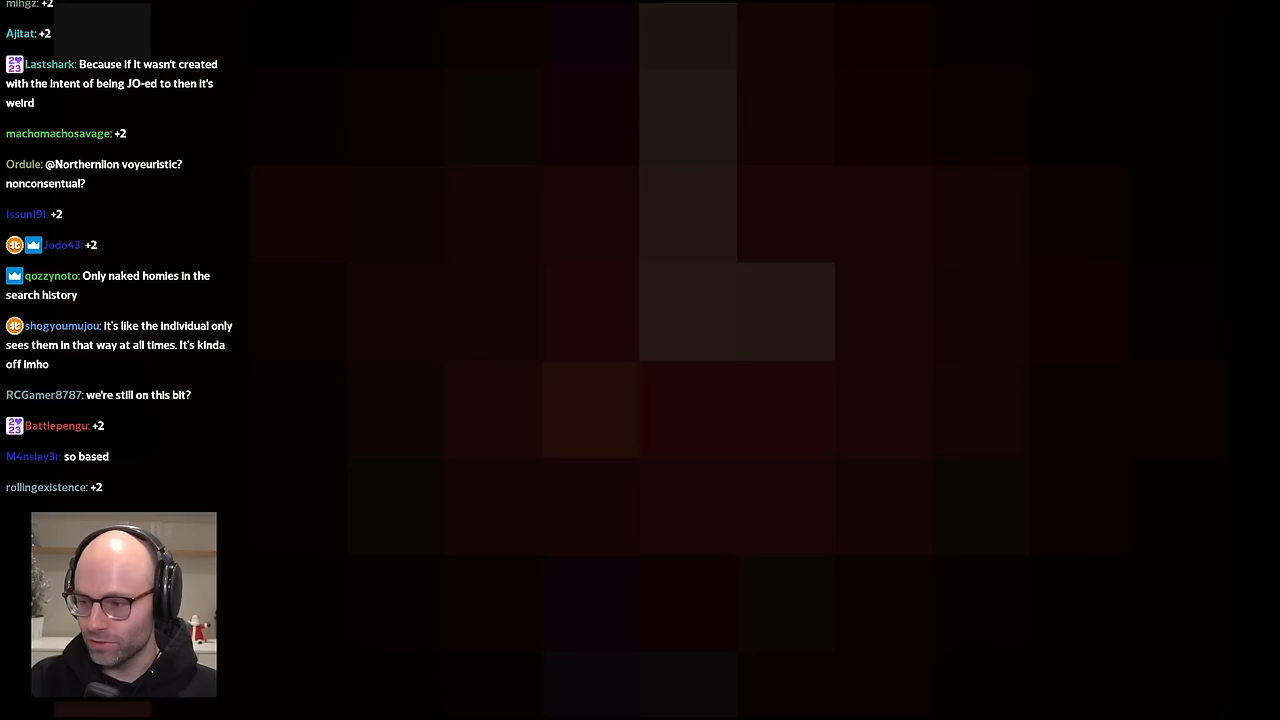 mihgz: +2
Ajitat: +2
Lastshark: Because if it wasn't created
with the intent of being JO-ed to then it's
weird
machomachosavage: +2
Ordule: @Northernlion voyeuristic?
nonconsentual?
Issun191: +2
Jodo43: +2
qozzynoto: Only naked homies in the
search history
shogyoumujou: it's like the individual only
sees them in that way at all times. It's kinda
off imho
RCGamer8787: we're still on this bit?
Battlepengu: +2
M4nslay3r: so based
rollingexistence: +2